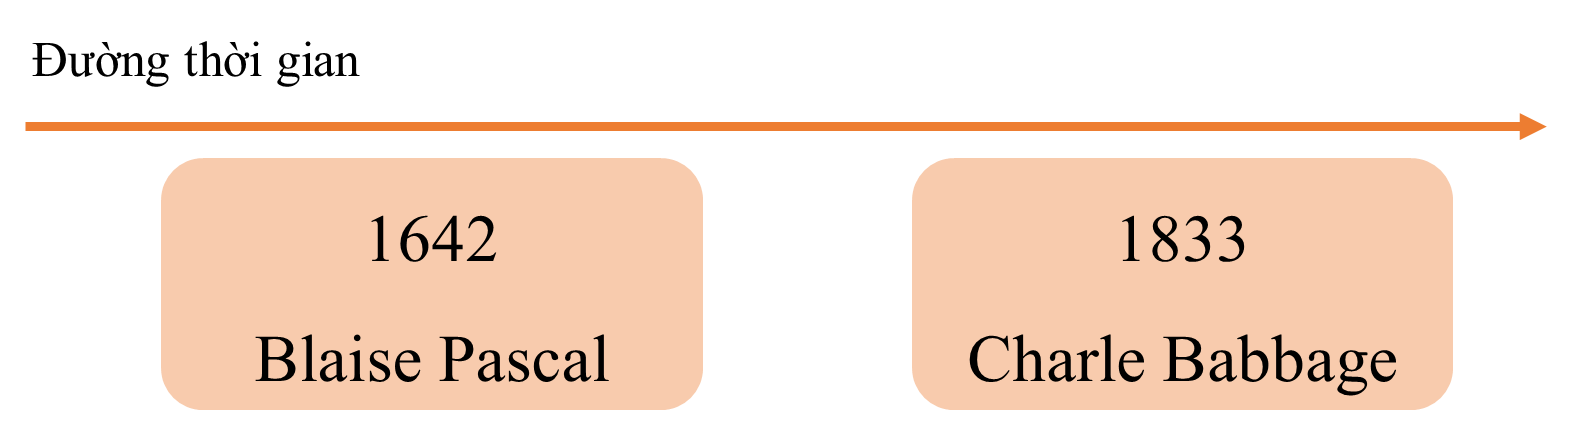 Đường thời gian
1642
Blaise Pascal
1833
Charle Babbage